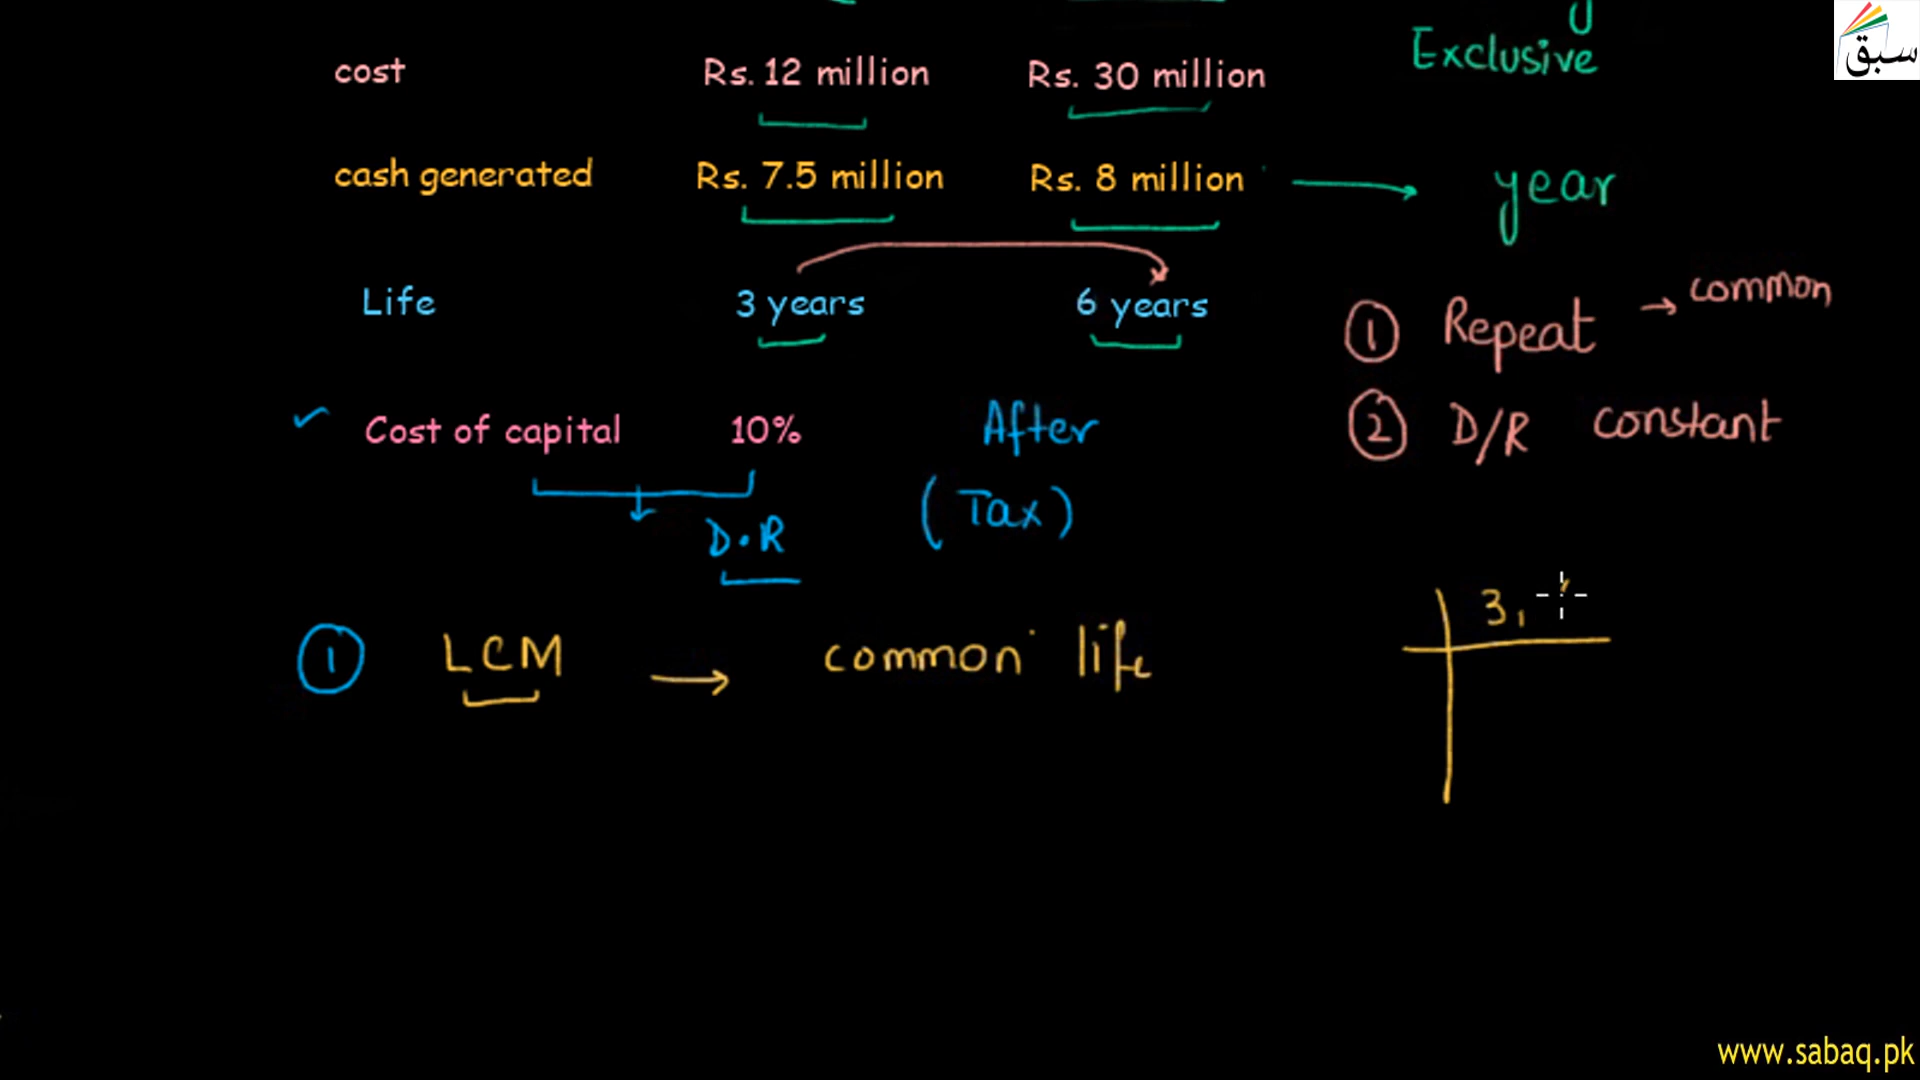 سبق
Exclusive
cost Rs. 12 million Rs. 30 million
cash generated Rs. 7.5 million Rs. 8 million → year
Life 3 years 6 years
① Repeat → common
✓ Cost of capital 10% After
② D/R constant
(Tax)
D.R
3,
① LCM → common life
www.sabaq.pk